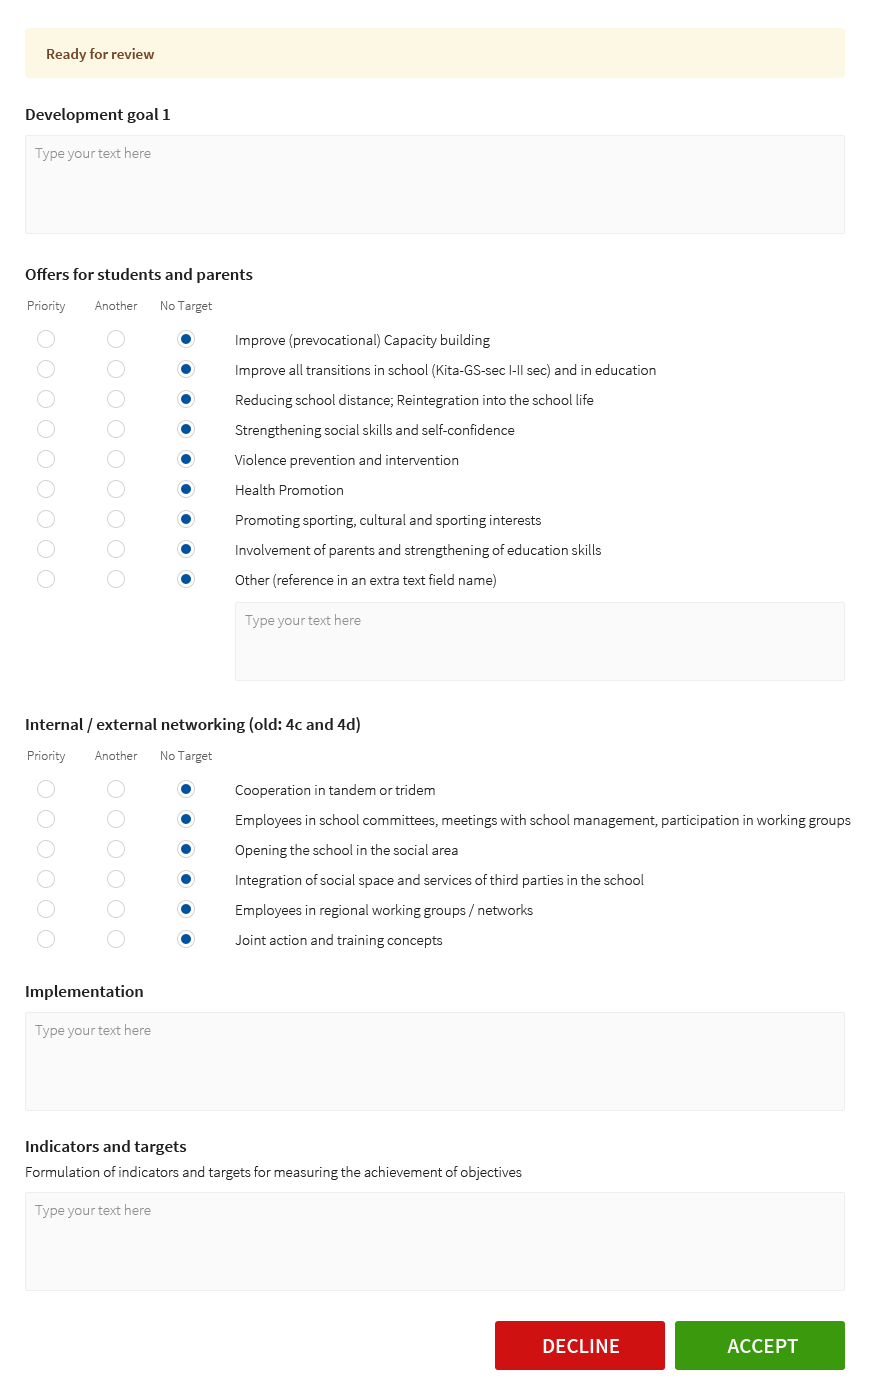 Ready for review
Development goal 1
Type your text here
Offers for students and parents
Priority Another No Target
Improve (prevocational) Capacity building
Improve all transitions in school (Kita-GS-sec I-II sec) and in education
Reducing school distance; Reintegration into the school life
Strengthening social skills and self-confidence
Violence prevention and intervention
Health Promotion
Promoting sporting, cultural and sporting interests
Involvement of parents and strengthening of education skills
Other (reference in an extra text field name)
Type your text here
Internal / external networking (old: 4c and 4d)
Priority Another No Target
Cooperation in tandem or tridem
Employees in school committees, meetings with school management, participation in working groups
Opening the school in the social area
Integration of social space and services of third parties in the school
Employees in regional working groups / networks
Joint action and training concepts
Implementation
Type your text here
Indicators and targets
Formulation of indicators and targets for measuring the achievement of objectives
Type your text here
DECLINE ACCEPT